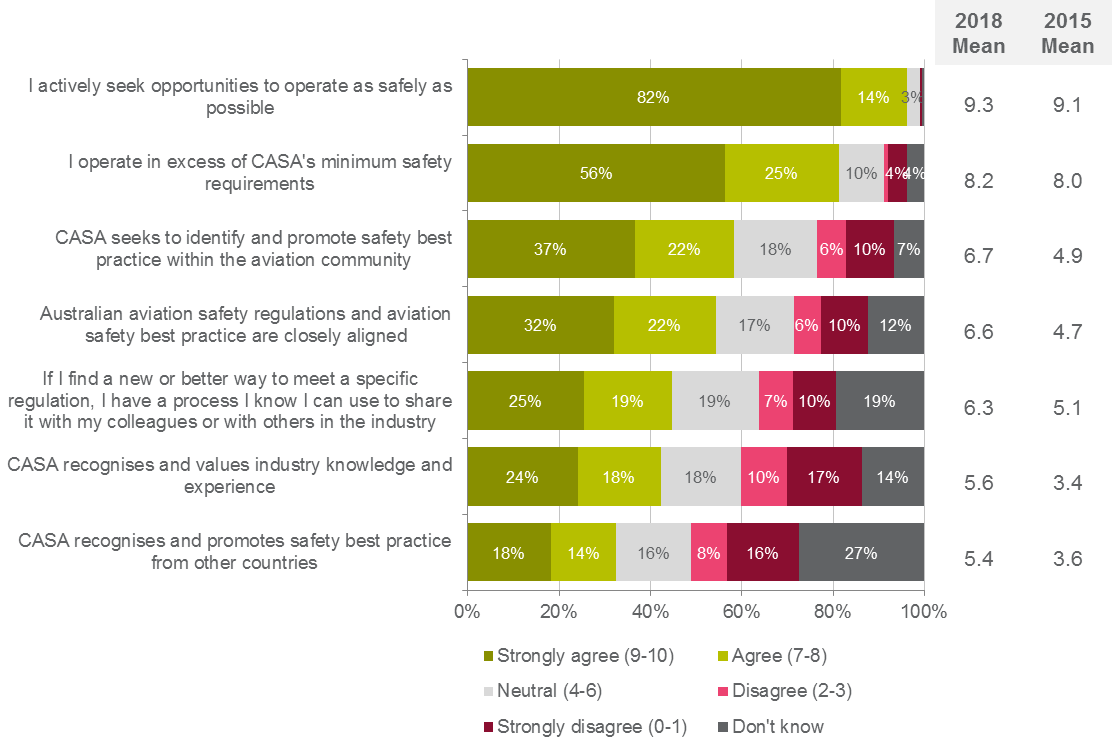 2018 Mean
2015 Mean
I actively seek opportunities to operate as safely as
possible
82%
14%
3%
9.3
9.1
I operate in excess of CASA's minimum safety
requirements
56%
25%
10%
4%
4%
8.2
8.0
CASA seeks to identify and promote safety best
practice within the aviation community
37%
22%
18%
6%
10%
7%
6.7
4.9
Australian aviation safety regulations and aviation
safety best practice are closely aligned
32%
22%
17%
6%
10%
12%
6.6
4.7
If I find a new or better way to meet a specific
regulation, I have a process I know I can use to share
it with my colleagues or with others in the industry
25%
19%
19%
7%
10%
19%
6.3
5.1
CASA recognises and values industry knowledge and
experience
24%
18%
18%
10%
17%
14%
5.6
3.4
CASA recognises and promotes safety best practice
from other countries
18%
14%
16%
8%
16%
27%
5.4
3.6
0%
20%
40%
60%
80%
100%
Strongly agree (9-10)
Agree (7-8)
Neutral (4-6)
Disagree (2-3)
Strongly disagree (0-1)
Don't know